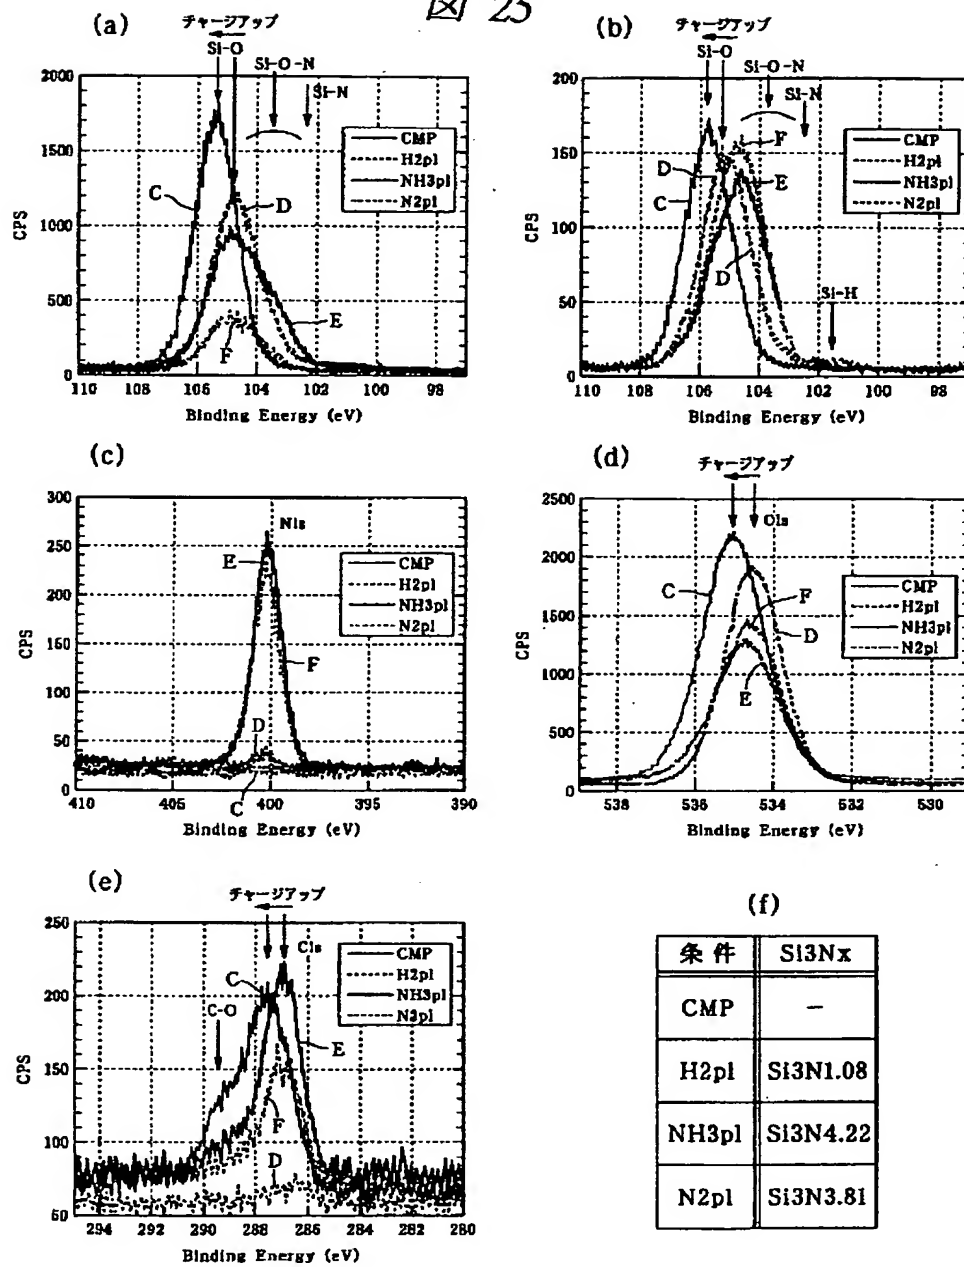 図 25
(a)
チャージアップ
Si-O
Si-O-N
Si-N
CMP
H2pl
NH3pl
N2pl
C
D
E
F
CPS
2000
1500
1000
500
0
110 108 106 104 102 100 98
Binding Energy (eV)
(b)
チャージアップ
Si-O
Si-O-N
Si-N
CMP
H2pl
NH3pl
N2pl
F
D
C
E
D
Si-H
CPS
200
150
100
50
0
110 108 106 104 102 100 98
Binding Energy (eV)
(c)
N1s
CMP
H2pl
NH3pl
N2pl
E
F
D
C
CPS
300
250
200
150
100
50
0
410 405 400 395 390
Binding Energy (eV)
(d)
チャージアップ
O1s
CMP
H2pl
NH3pl
N2pl
C
F
D
E
CPS
2500
2000
1500
1000
500
0
538 536 534 532 530
Binding Energy (eV)
(e)
チャージアップ
C1s
CMP
H2pl
NH3pl
N2pl
C
C-O
E
F
D
CPS
250
200
150
100
50
294 292 290 288 286 284 282 280
Binding Energy (eV)
(f)
条件 Si3Nx
CMP –
H2pl Si3N1.08
NH3pl Si3N4.22
N2pl Si3N3.81